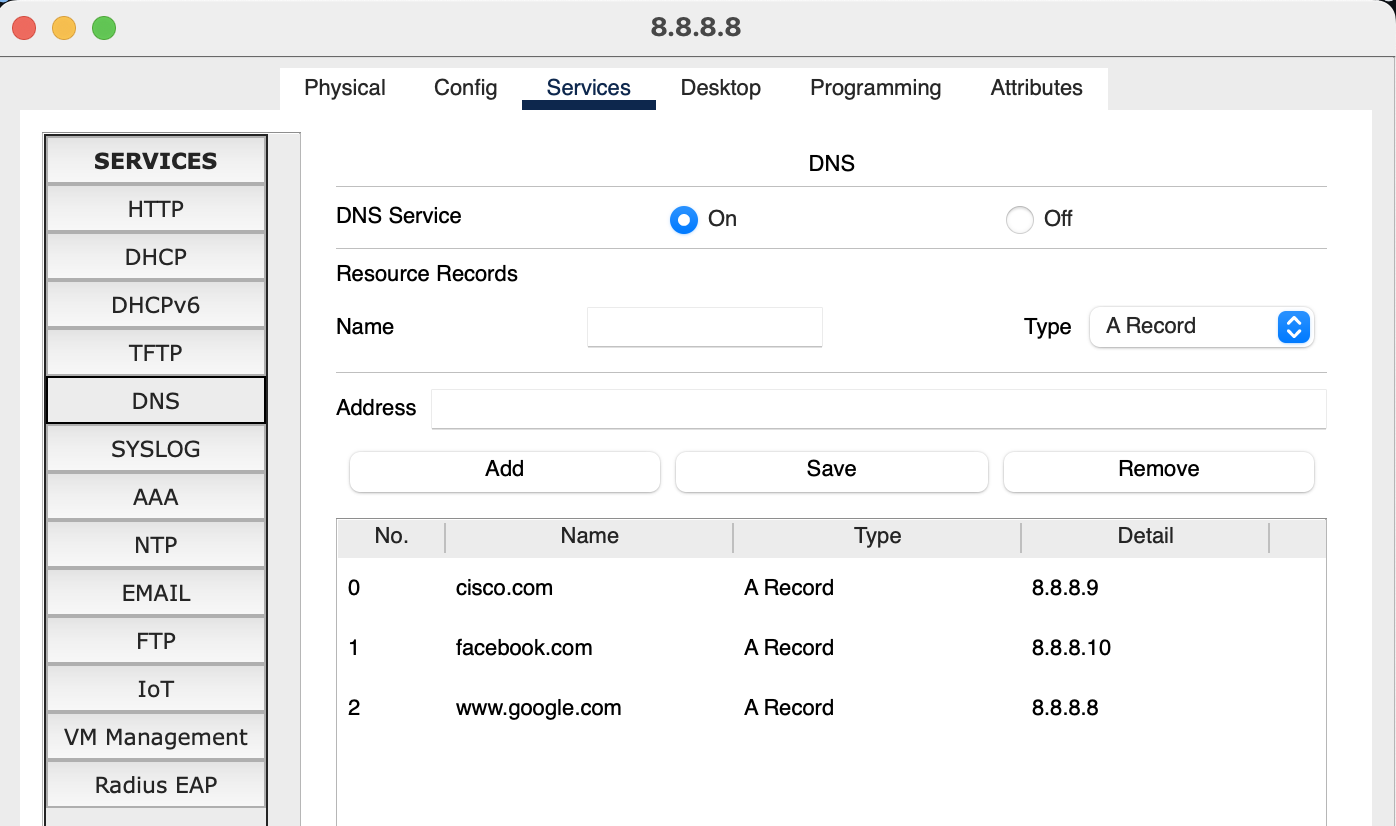 8.8.8.8
Physical Config Services Desktop Programming Attributes
SERVICES
HTTP
DHCP
DHCPv6
TFTP
DNS
SYSLOG
AAA
NTP
EMAIL
FTP
IoT
VM Management
Radius EAP
DNS
DNS Service On Off
Resource Records
Name Type A Record
Address
Add Save Remove
No. Name Type Detail
0 cisco.com A Record 8.8.8.9
1 facebook.com A Record 8.8.8.10
2 www.google.com A Record 8.8.8.8